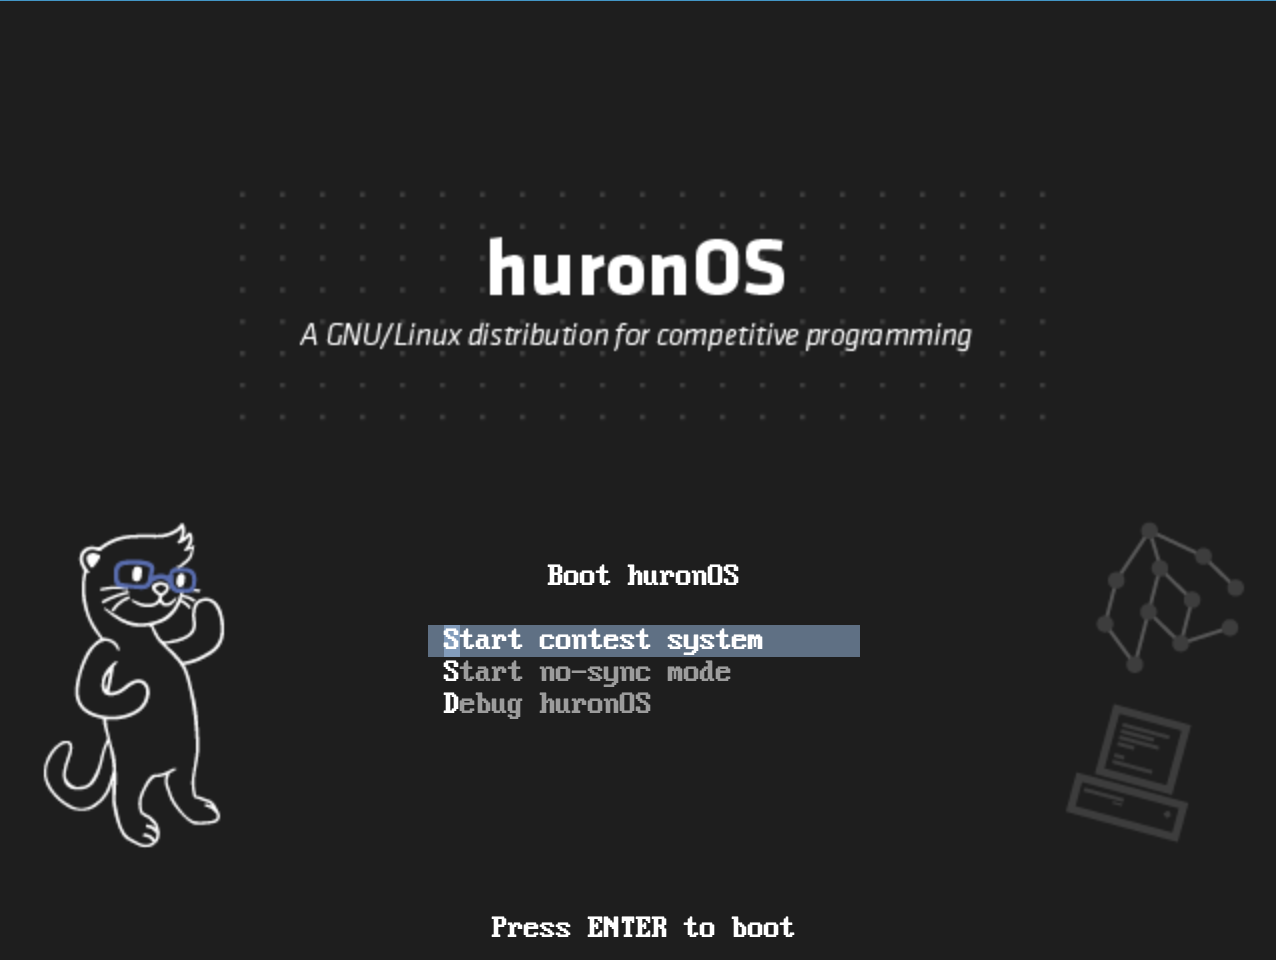 huronOS
A GNU/Linux distribution for competitive programming
Boot huronOS
Start contest system
Start no-sync mode
Debug huronOS
Press ENTER to boot